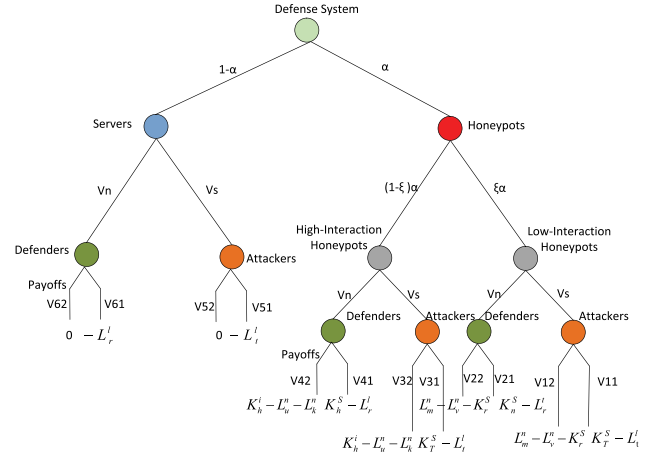 Defense System
1-α
α
Servers
Honeypots
Vn
Vs
(1-ξ )α
ξα
High-Interaction
Honeypots
Low-Interaction
Honeypots
Defenders
Attackers
Payoffs
V62
V61
V52
V51
0
-L_r^l
0
-L_t^l
Vn
Vs
Vn
Vs
Defenders
Attackers
Defenders
Attackers
Payoffs
V42
V41
V32
V31
V22
V21
V12
V11
K_h^i-L_u^n-L_k^n
K_h^S-L_r^l
L_m^n-L_v^n-K_r^S
K_n^S-L_r^l
K_h^i-L_u^n-L_k^n
K_T^S-L_t^l
L_m^n-L_v^n-K_r^S
K_T^S-L_t^l